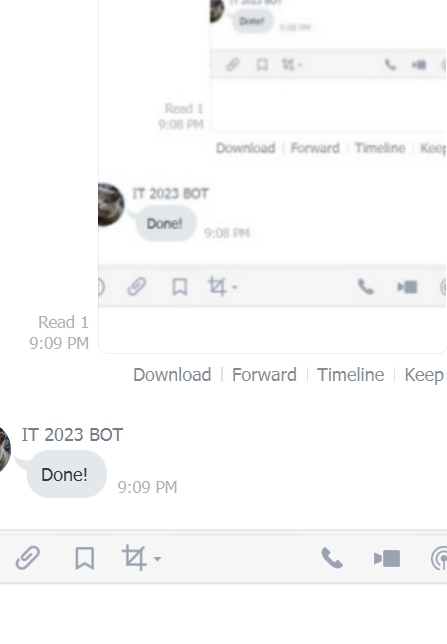 IT 2023 BOT
Done! 9:08 PM
Read 1
9:08 PM
Download Forward Timeline Keep
IT 2023 BOT
Done! 9:08 PM
Read 1
9:09 PM
Download Forward Timeline Keep
IT 2023 BOT
Done! 9:09 PM